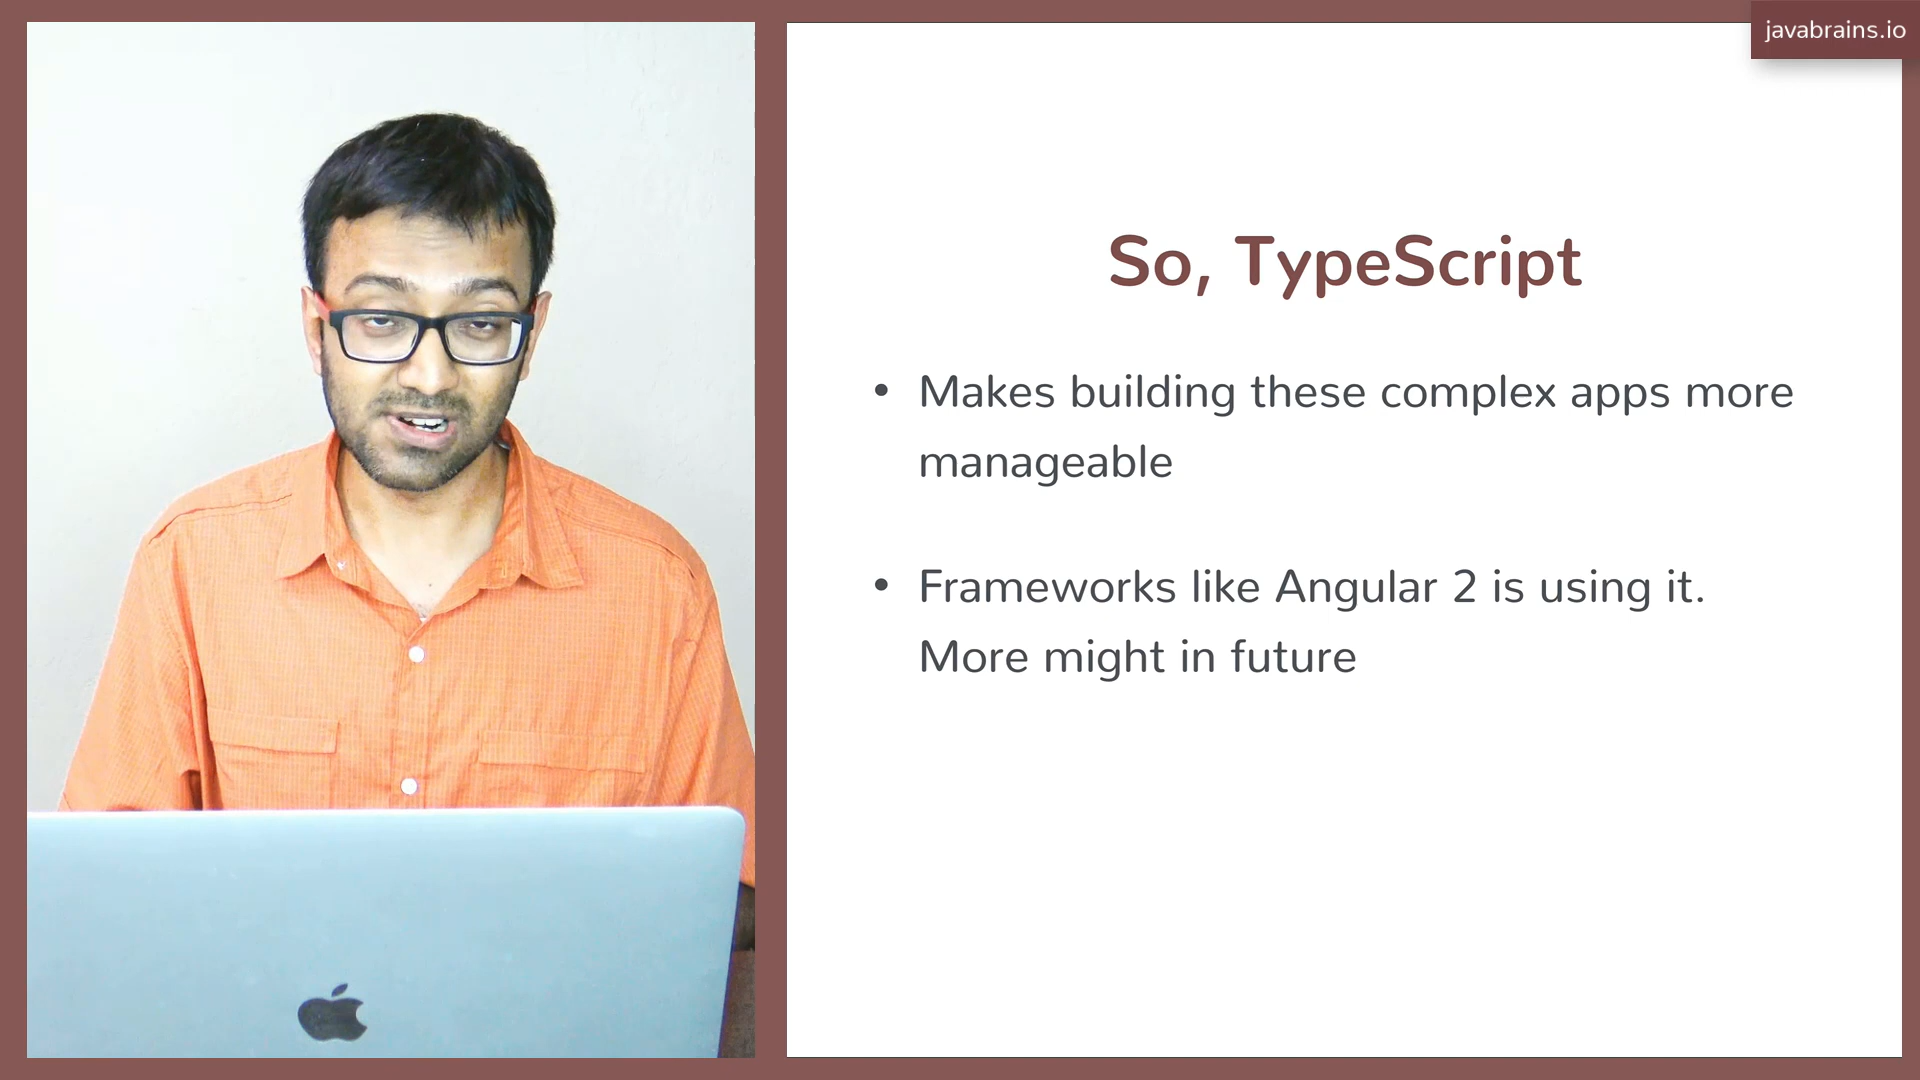 javabrains.io
So, TypeScript
• Makes building these complex apps more
manageable
• Frameworks like Angular 2 is using it.
More might in future